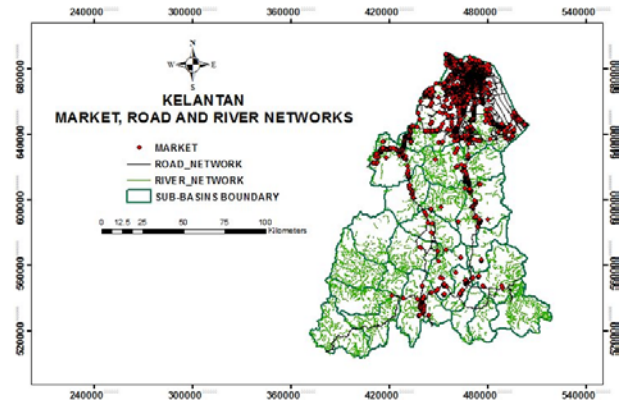 240000 300000 360000 420000 480000 540000
N
W E
S
KELANTAN
MARKET, ROAD AND RIVER NETWORKS
MARKET
ROAD_NETWORK
RIVER_NETWORK
SUB-BASINS BOUNDARY
0 12.5 25 50 75 100
Kilometers
680000 680000
640000 640000
600000 600000
560000 560000
520000 520000
240000 300000 360000 420000 480000 540000